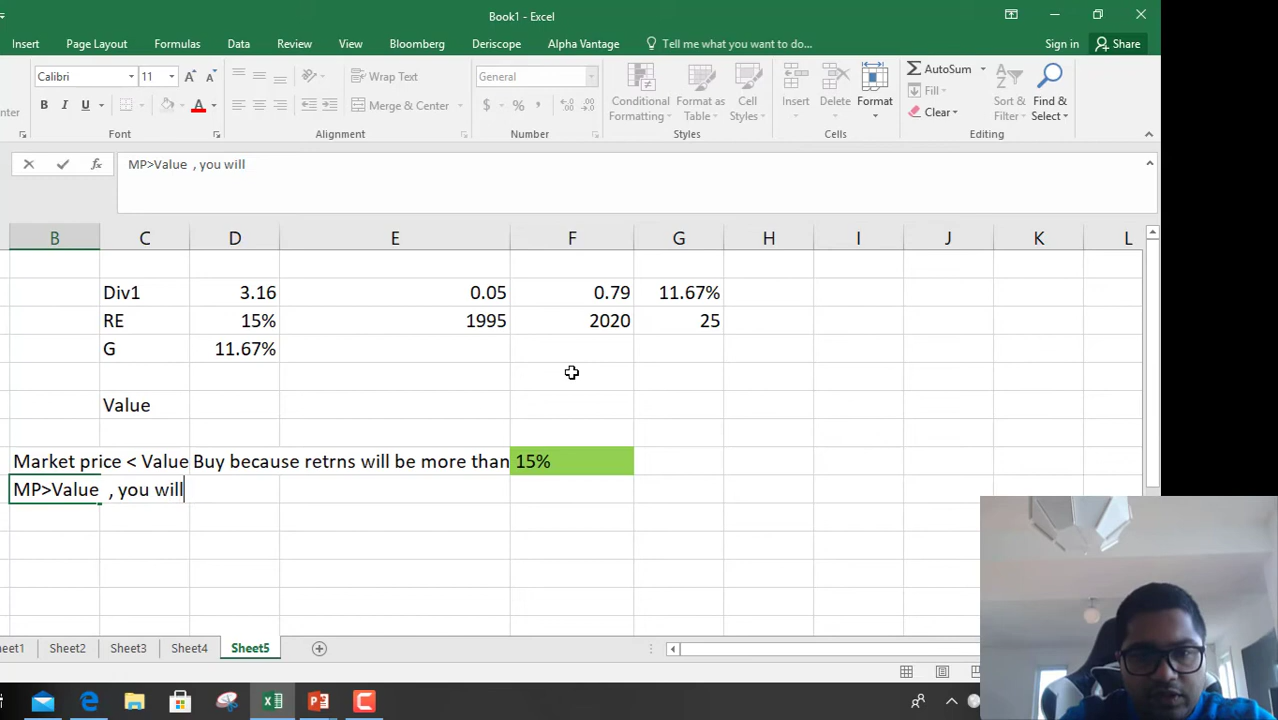 Book1 - Excel
Insert Page Layout Formulas Data Review View Bloomberg Deriscope Alpha Vantage Tell me what you want to do... Sign in Share
Calibri 11 Wrap Text General AutoSum
Fill
B I U A Merge & Center $ % Conditional Formatting Format as Table Cell Styles Insert Delete Format Clear Sort & Filter Find & Select
Font Alignment Number Styles Cells Editing
fx MP>Value , you will
B C D E F G H I J K L
Div1 3.16 0.05 0.79 11.67%
RE 15% 1995 2020 25
G 11.67%
Value
Market price < Value Buy because retrns will be more than 15%
MP>Value , you will
eet1 Sheet2 Sheet3 Sheet4 Sheet5